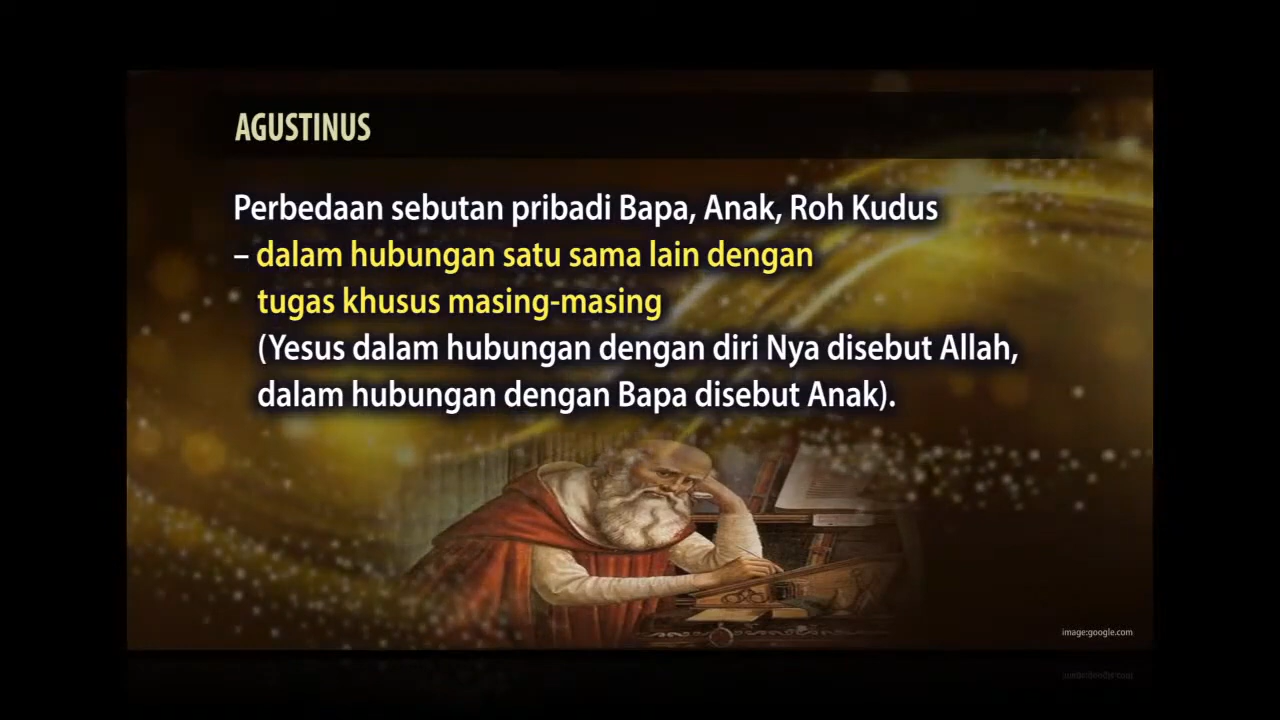 AGUSTINUS
Perbedaan sebutan pribadi Bapa, Anak, Roh Kudus
– dalam hubungan satu sama lain dengan
tugas khusus masing-masing
(Yesus dalam hubungan dengan diri Nya disebut Allah,
dalam hubungan dengan Bapa disebut Anak).
image:google.com